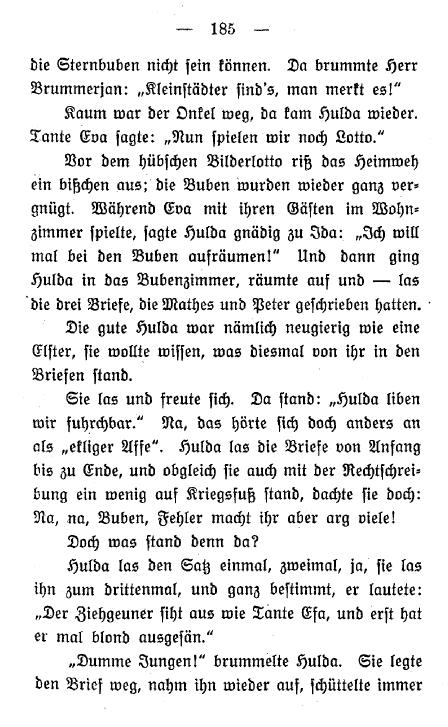 — 185 —
die Sternbuben nicht sein können. Da brummte Herr
Brummerjan: „Kleinstädter sind's, man merkt es!"
Kaum war der Onkel weg, da kam Hulda wieder.
Tante Eva sagte: „Nun spielen wir noch Lotto."
Vor dem hübschen Bilderlotto riß das Heimweh
ein bißchen aus; die Buben wurden wieder ganz ver-
gnügt. Während Eva mit ihren Gästen im Wohn-
zimmer spielte, sagte Hulda gnädig zu Ida: „Ich will
mal bei den Buben aufräumen!" Und dann ging
Hulda in das Bubenzimmer, räumte auf und — las
die drei Briefe, die Mathes und Peter geschrieben hatten.
Die gute Hulda war nämlich neugierig wie eine
Elster, sie wollte wissen, was diesmal von ihr in den
Briefen stand.
Sie las und freute sich. Da stand: „Hulda liben
wir fuhrchbar." Na, das hörte sich doch anders an
als „ekliger Affe". Hulda las die Briefe von Anfang
bis zu Ende, und obgleich sie auch mit der Rechtschrei-
bung ein wenig auf Kriegsfuß stand, dachte sie doch:
Na, na, Buben, Fehler macht ihr aber arg viele!
Doch was stand denn da?
Hulda las den Satz einmal, zweimal, ja, sie las
ihn zum drittenmal, und ganz bestimmt, er lautete:
„Der Ziehgeuner siht aus wie Tante Efa, und erst hat
er mal blond ausgesän."
„Dumme Jungen!" brummelte Hulda. Sie legte
den Brief weg, nahm ihn wieder auf, schüttelte immer